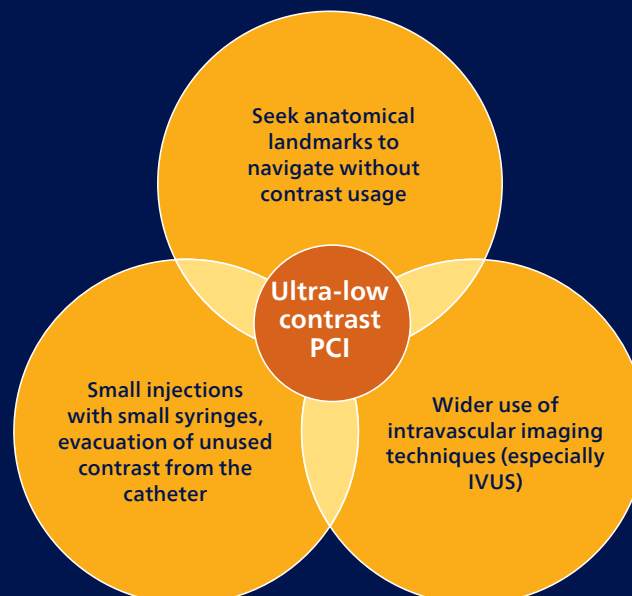 Seek anatomical
landmarks to
navigate without
contrast usage
Ultra-low
contrast
PCI
Small injections
with small syringes,
evacuation of unused
contrast from the
catheter
Wider use of
intravascular imaging
techniques (especially
IVUS)